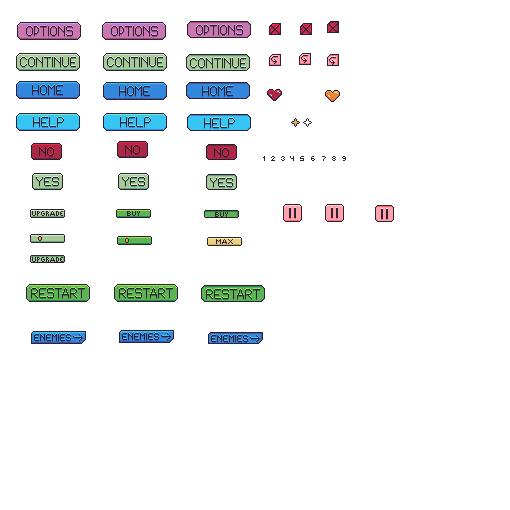 OPTIONS OPTIONS OPTIONS
CONTINUE CONTINUE CONTINUE
HOME HOME HOME
HELP HELP HELP
NO NO NO
1 2 3 4 5 6 7 8 9
YES YES YES
UPGRADE BUY BUY
0 0 MAX
UPGRADE
RESTART RESTART RESTART
ENEMIES→ ENEMIES→ ENEMIES→